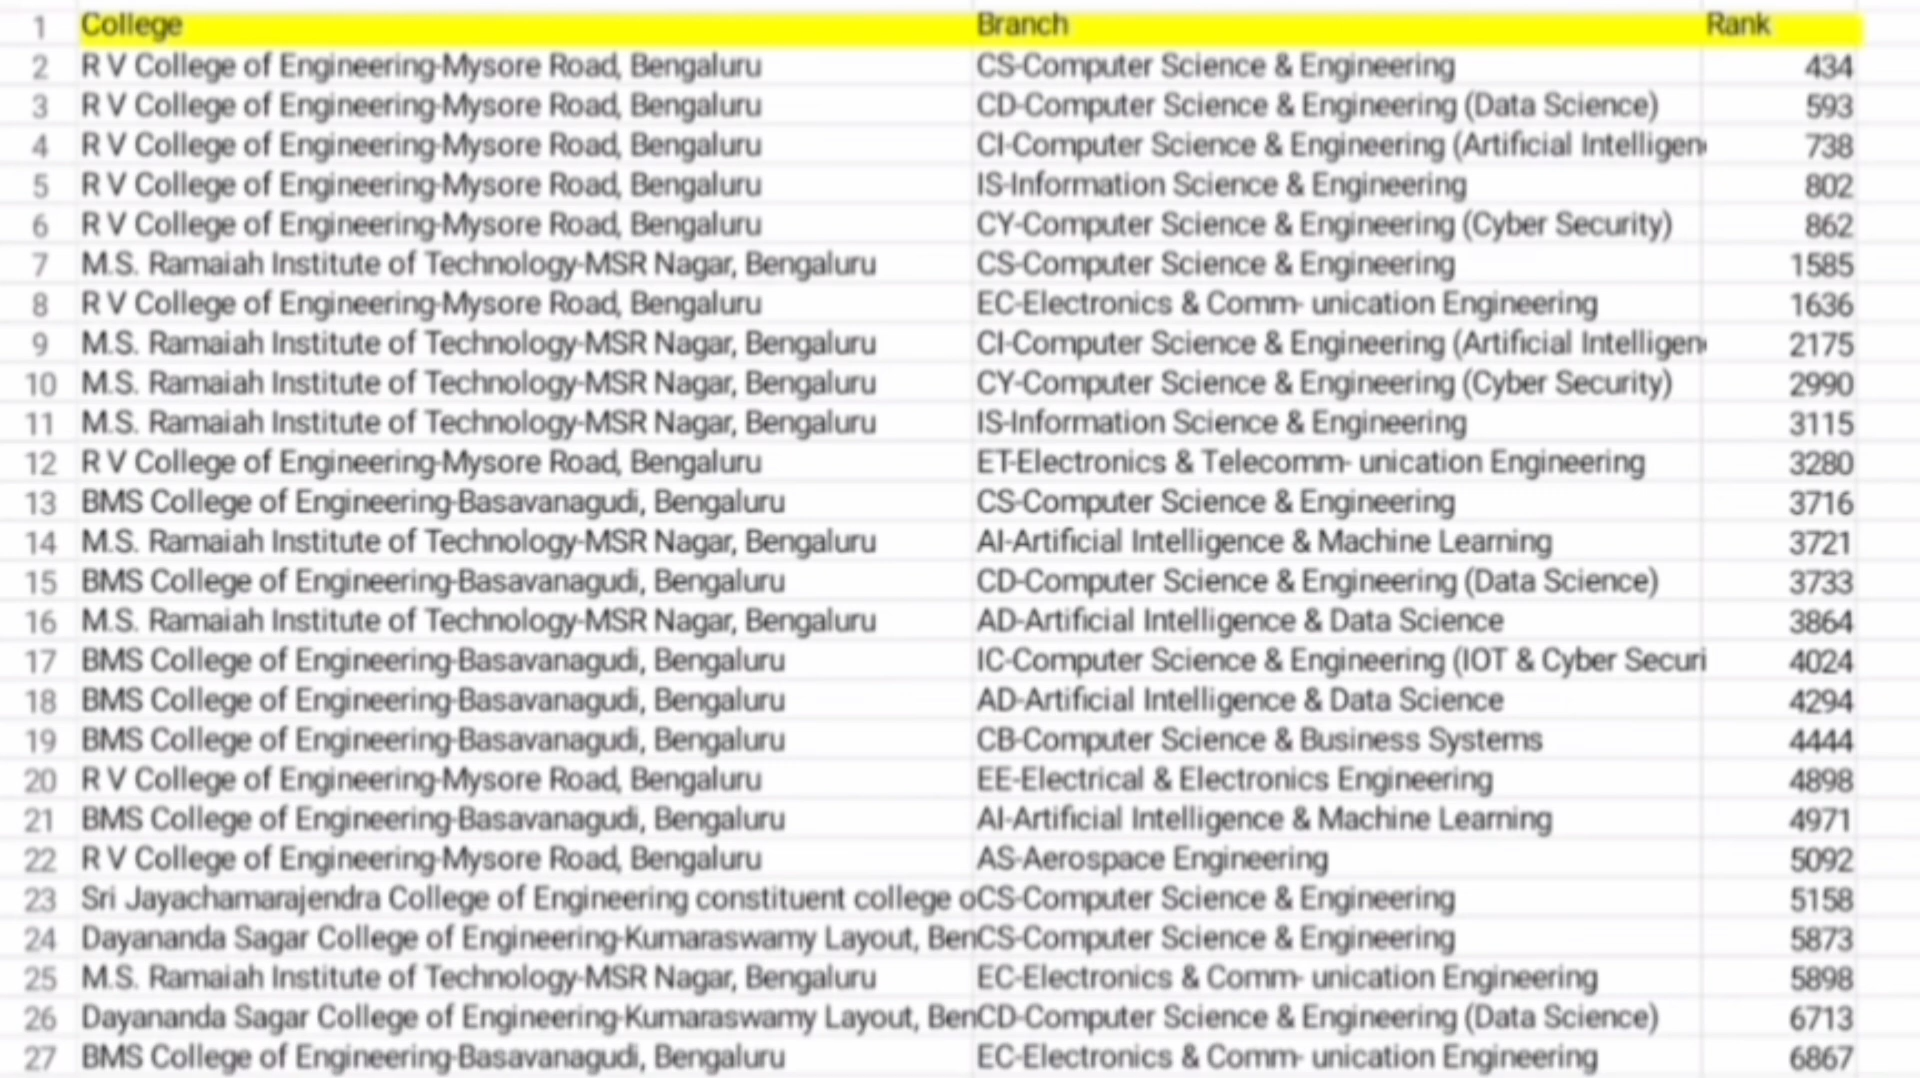 1 College Branch Rank
2 R V College of Engineering-Mysore Road, Bengaluru CS-Computer Science & Engineering 434
3 R V College of Engineering-Mysore Road, Bengaluru CD-Computer Science & Engineering (Data Science) 593
4 R V College of Engineering-Mysore Road, Bengaluru CI-Computer Science & Engineering (Artificial Intelligen 738
5 R V College of Engineering-Mysore Road, Bengaluru IS-Information Science & Engineering 802
6 R V College of Engineering-Mysore Road, Bengaluru CY-Computer Science & Engineering (Cyber Security) 862
7 M.S. Ramaiah Institute of Technology-MSR Nagar, Bengaluru CS-Computer Science & Engineering 1585
8 R V College of Engineering-Mysore Road, Bengaluru EC-Electronics & Comm- unication Engineering 1636
9 M.S. Ramaiah Institute of Technology-MSR Nagar, Bengaluru CI-Computer Science & Engineering (Artificial Intelligen 2175
10 M.S. Ramaiah Institute of Technology-MSR Nagar, Bengaluru CY-Computer Science & Engineering (Cyber Security) 2990
11 M.S. Ramaiah Institute of Technology-MSR Nagar, Bengaluru IS-Information Science & Engineering 3115
12 R V College of Engineering-Mysore Road, Bengaluru ET-Electronics & Telecomm- unication Engineering 3280
13 BMS College of Engineering-Basavanagudi, Bengaluru CS-Computer Science & Engineering 3716
14 M.S. Ramaiah Institute of Technology-MSR Nagar, Bengaluru AI-Artificial Intelligence & Machine Learning 3721
15 BMS College of Engineering-Basavanagudi, Bengaluru CD-Computer Science & Engineering (Data Science) 3733
16 M.S. Ramaiah Institute of Technology-MSR Nagar, Bengaluru AD-Artificial Intelligence & Data Science 3864
17 BMS College of Engineering-Basavanagudi, Bengaluru IC-Computer Science & Engineering (IOT & Cyber Securi 4024
18 BMS College of Engineering-Basavanagudi, Bengaluru AD-Artificial Intelligence & Data Science 4294
19 BMS College of Engineering-Basavanagudi, Bengaluru CB-Computer Science & Business Systems 4444
20 R V College of Engineering-Mysore Road, Bengaluru EE-Electrical & Electronics Engineering 4898
21 BMS College of Engineering-Basavanagudi, Bengaluru AI-Artificial Intelligence & Machine Learning 4971
22 R V College of Engineering-Mysore Road, Bengaluru AS-Aerospace Engineering 5092
23 Sri Jayachamarajendra College of Engineering constituent college o CS-Computer Science & Engineering 5158
24 Dayananda Sagar College of Engineering-Kumaraswamy Layout, Ben CS-Computer Science & Engineering 5873
25 M.S. Ramaiah Institute of Technology-MSR Nagar, Bengaluru EC-Electronics & Comm- unication Engineering 5898
26 Dayananda Sagar College of Engineering-Kumaraswamy Layout, Ben CD-Computer Science & Engineering (Data Science) 6713
27 BMS College of Engineering-Basavanagudi, Bengaluru EC-Electronics & Comm- unication Engineering 6867